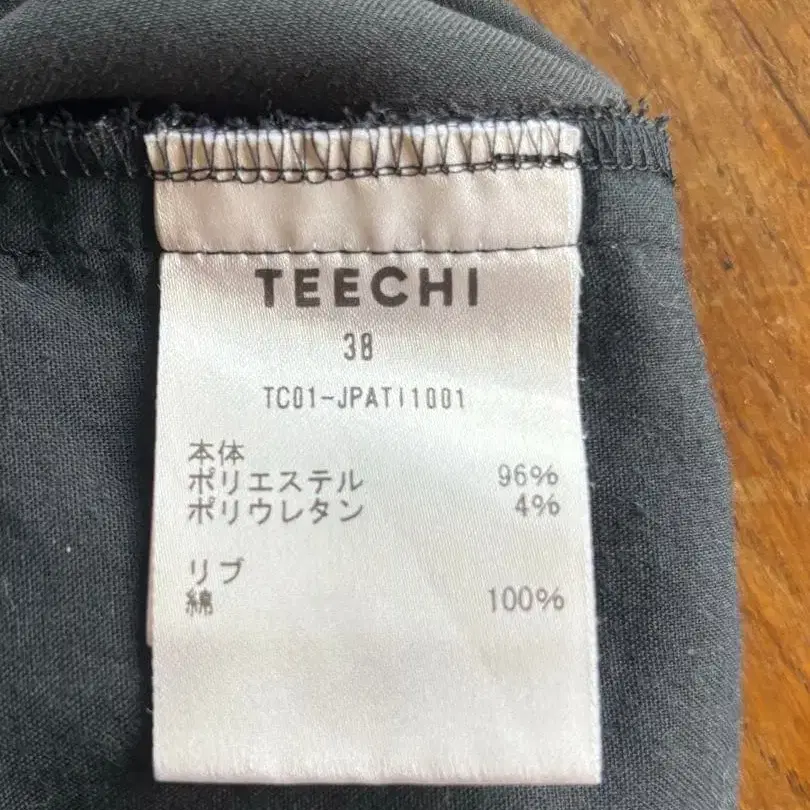 TEECHI
38
TC01-JPATI1001
本体
ポリエステル 96%
ポリウレタン 4%
リブ
綿 100%